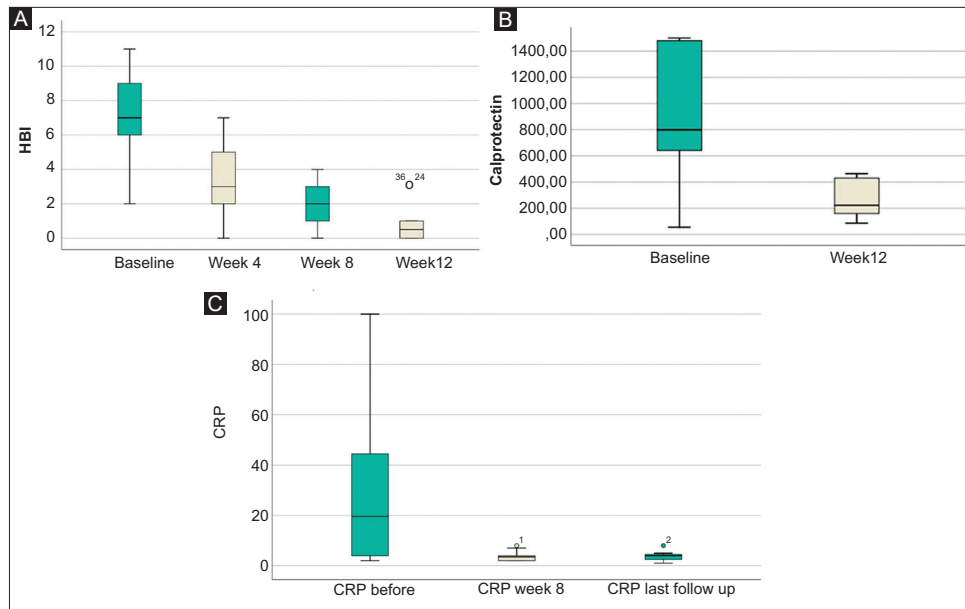 A
HBI
12
10
8
6
4
2
0
36 24
Baseline Week 4 Week 8 Week12
B
Calprotectin
1400,00
1200,00
1000,00
800,00
600,00
400,00
200,00
,00
Baseline Week12
C
CRP
100
80
60
40
20
0
1
2
CRP before CRP week 8 CRP last follow up